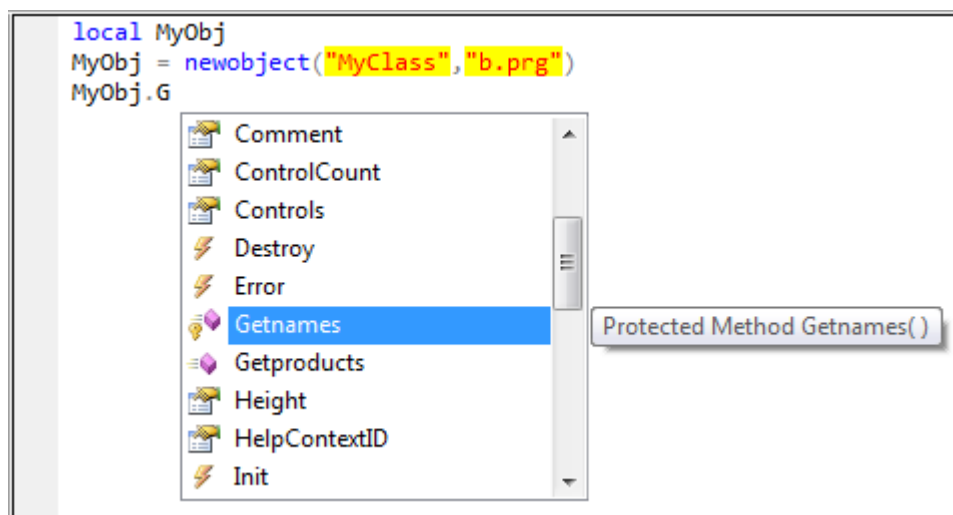 local MyObj
MyObj = newobject("MyClass","b.prg")
MyObj.G
Comment
ControlCount
Controls
Destroy
Error
Getnames
Protected Method Getnames( )
Getproducts
Height
HelpContextID
Init